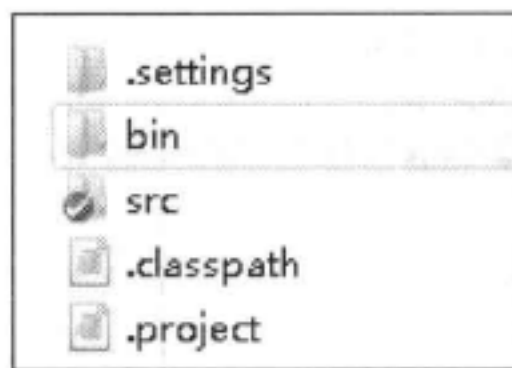 .settings
bin
src
.classpath
.project